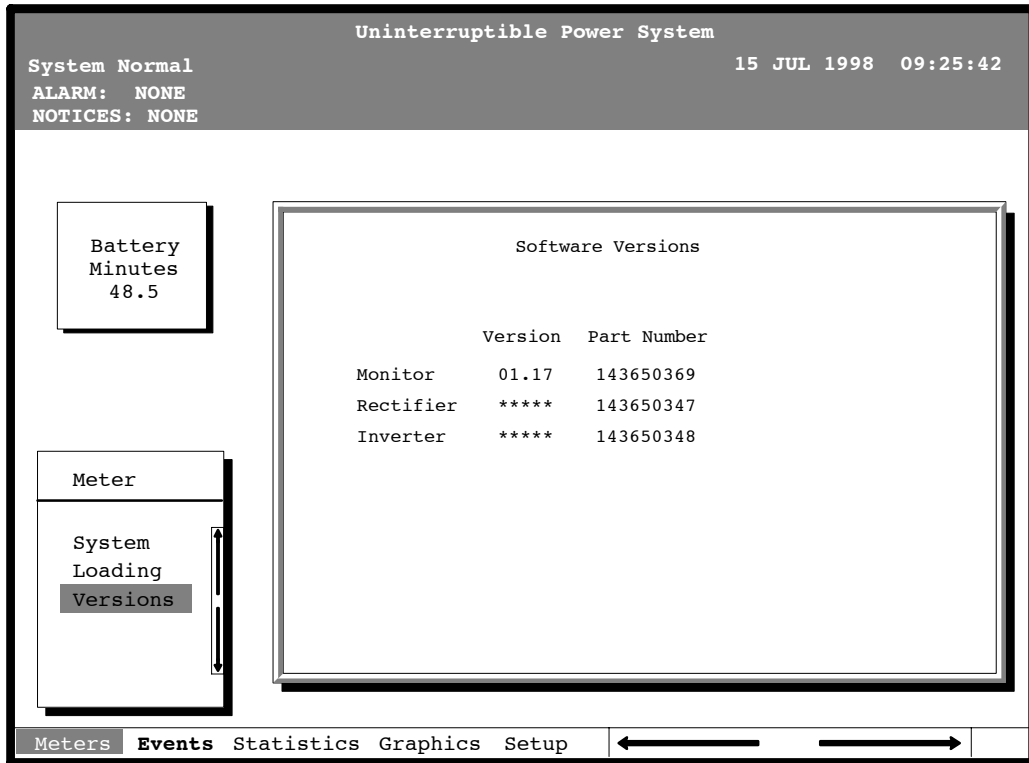 Uninterruptible Power System
System Normal 15 JUL 1998 09:25:42
ALARM: NONE
NOTICES: NONE
Battery
Minutes
48.5
Software Versions
Version Part Number
Monitor 01.17 143650369
Rectifier ***** 143650347
Inverter ***** 143650348
Meter
System
Loading
Versions
Meters Events Statistics Graphics Setup